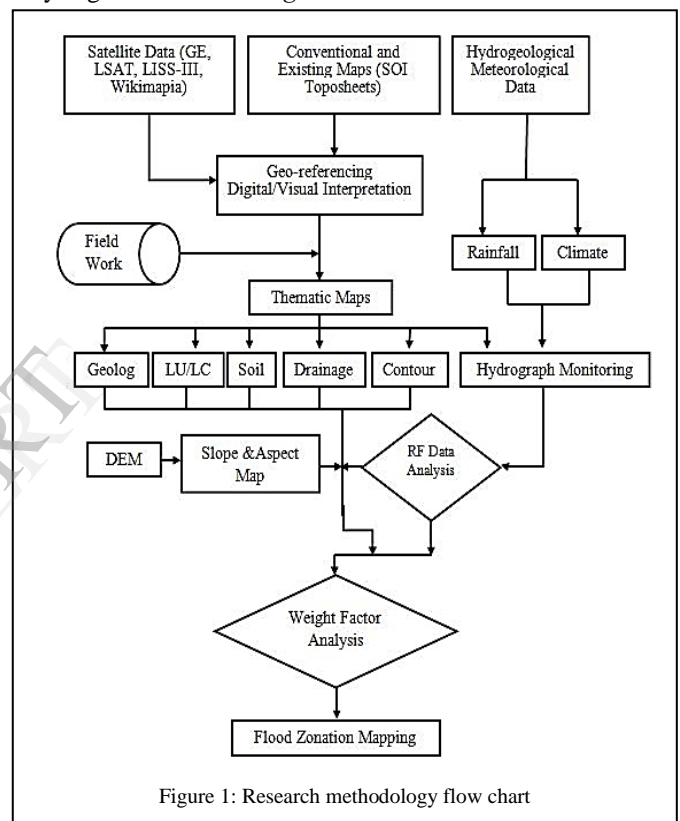 Satellite Data (GE,
LSAT, LISS-III,
Wikimapia)
Conventional and
Existing Maps (SOI
Toposheets)
Hydrogeological
Meteorological
Data
Geo-referencing
Digital/Visual Interpretation
Field
Work
Rainfall
Climate
Thematic Maps
Geolog
LU/LC
Soil
Drainage
Contour
Hydrograph Monitoring
DEM
Slope &Aspect
Map
RF Data
Analysis
Weight Factor
Analysis
Flood Zonation Mapping
Figure 1: Research methodology flow chart